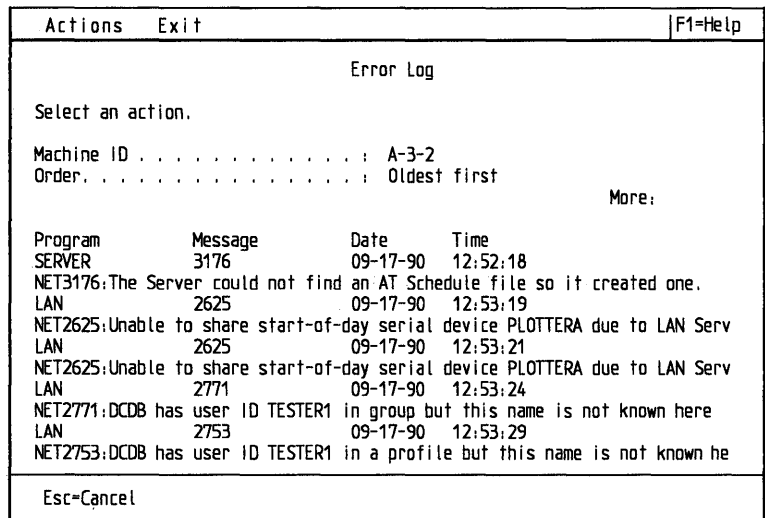 Actions Exit F1=Help
Error Log
Select an action.
Machine ID . . . . . . . . . . . . : A-3-2
Order. . . . . . . . . . . . . . . : Oldest first
More:
Program Message Date Time
SERVER 3176 09-17-90 12:52:18
NET3176:The Server could not find an AT Schedule file so it created one.
LAN 2625 09-17-90 12:53:19
NET2625:Unable to share start-of-day serial device PLOTTERA due to LAN Serv
LAN 2625 09-17-90 12:53:21
NET2625:Unable to share start-of-day serial device PLOTTERA due to LAN Serv
LAN 2771 09-17-90 12:53:24
NET2771:DCDB has user ID TESTER1 in group but this name is not known here
LAN 2753 09-17-90 12:53:29
NET2753:DCDB has user ID TESTER1 in a profile but this name is not known he
Esc=Cancel